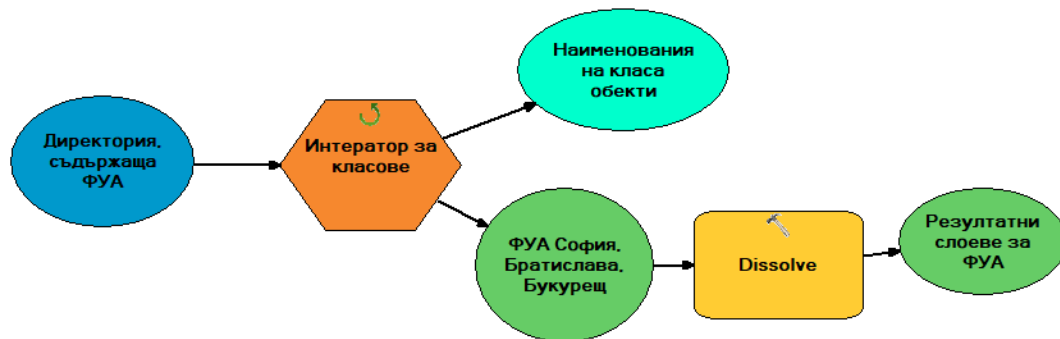 Наименования
на класа
обекти
Директория,
съдържаща
ФУА
Интератор за
класове
ФУА София,
Братислава,
Букурещ
Dissolve
Резултатни
слоеве за
ФУА